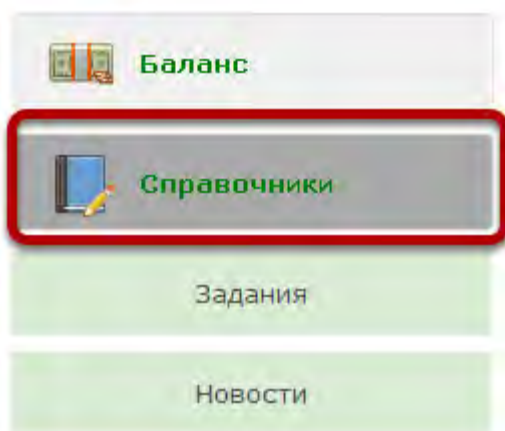 Баланс
Справочники
Задания
Новости